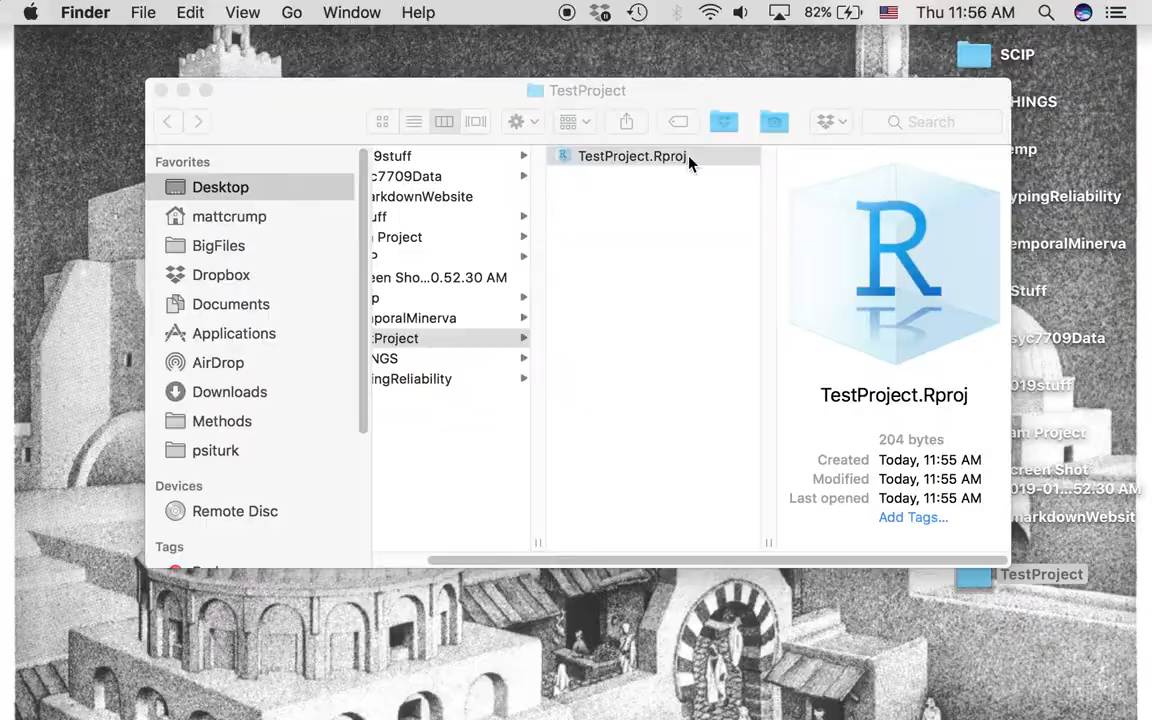 Finder File Edit View Go Window Help 82% Thu 11:56 AM
TestProject
Search
Favorites
Desktop
mattcrump
BigFiles
Dropbox
Documents
Applications
AirDrop
Downloads
Methods
psiturk
Devices
Remote Disc
Tags
9stuff
c7709Data
arkdownWebsite
uff
Project
P
een Sho...0.52.30 AM
p
nporalMinerva
Project
NGS
ingReliability
TestProject.Rproj
R
TestProject.Rproj
204 bytes
Created Today, 11:55 AM
Modified Today, 11:55 AM
Last opened Today, 11:55 AM
Add Tags...
SCIP
HINGS
emp
ypingReliability
emporalMinerva
Stuff
syc7709Data
019stuff
am Project
creen Shot
019-01...52.30 AM
markdownWebsit
TestProject